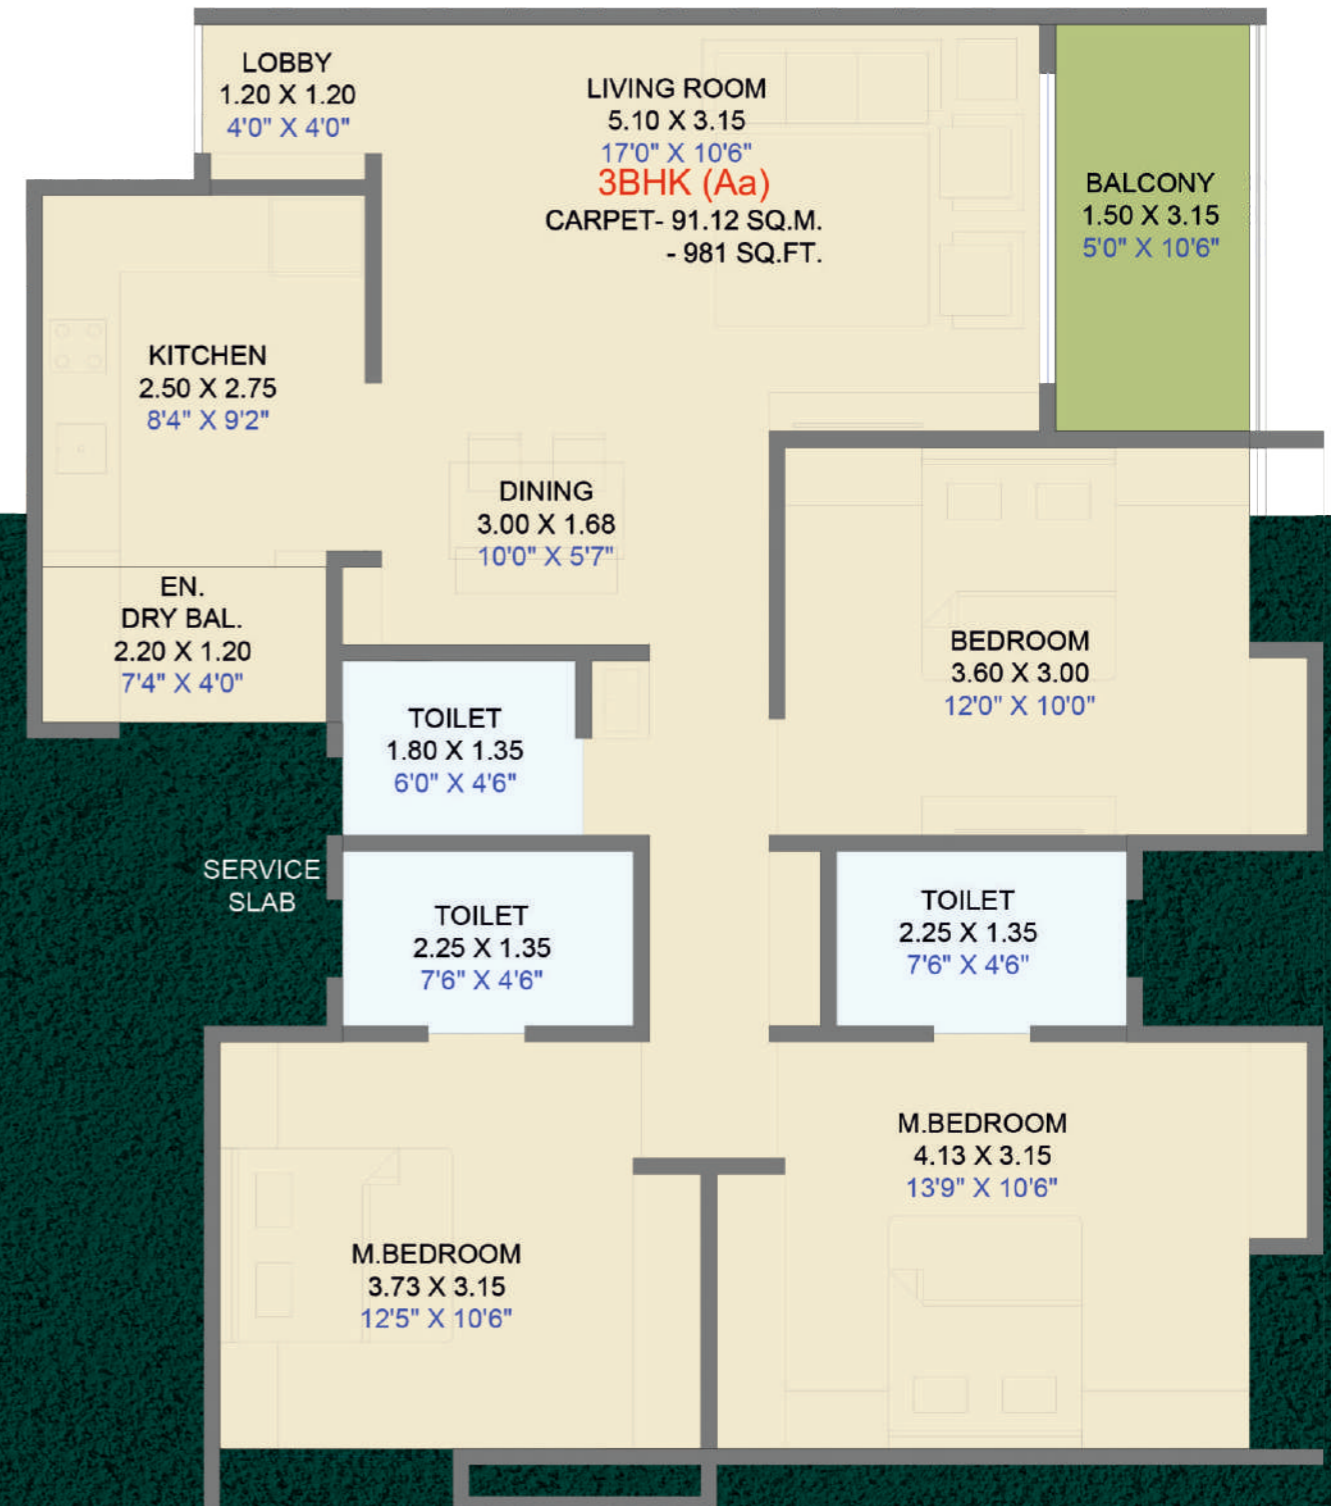 LOBBY
1.20 X 1.20
4'0" X 4'0"
LIVING ROOM
5.10 X 3.15
17'0" X 10'6"
3BHK (Aa)
CARPET- 91.12 SQ.M.
- 981 SQ.FT.
BALCONY
1.50 X 3.15
5'0" X 10'6"
KITCHEN
2.50 X 2.75
8'4" X 9'2"
DINING
3.00 X 1.68
10'0" X 5'7"
EN.
DRY BAL.
2.20 X 1.20
7'4" X 4'0"
BEDROOM
3.60 X 3.00
12'0" X 10'0"
TOILET
1.80 X 1.35
6'0" X 4'6"
SERVICE
SLAB
TOILET
2.25 X 1.35
7'6" X 4'6"
TOILET
2.25 X 1.35
7'6" X 4'6"
M.BEDROOM
4.13 X 3.15
13'9" X 10'6"
M.BEDROOM
3.73 X 3.15
12'5" X 10'6"